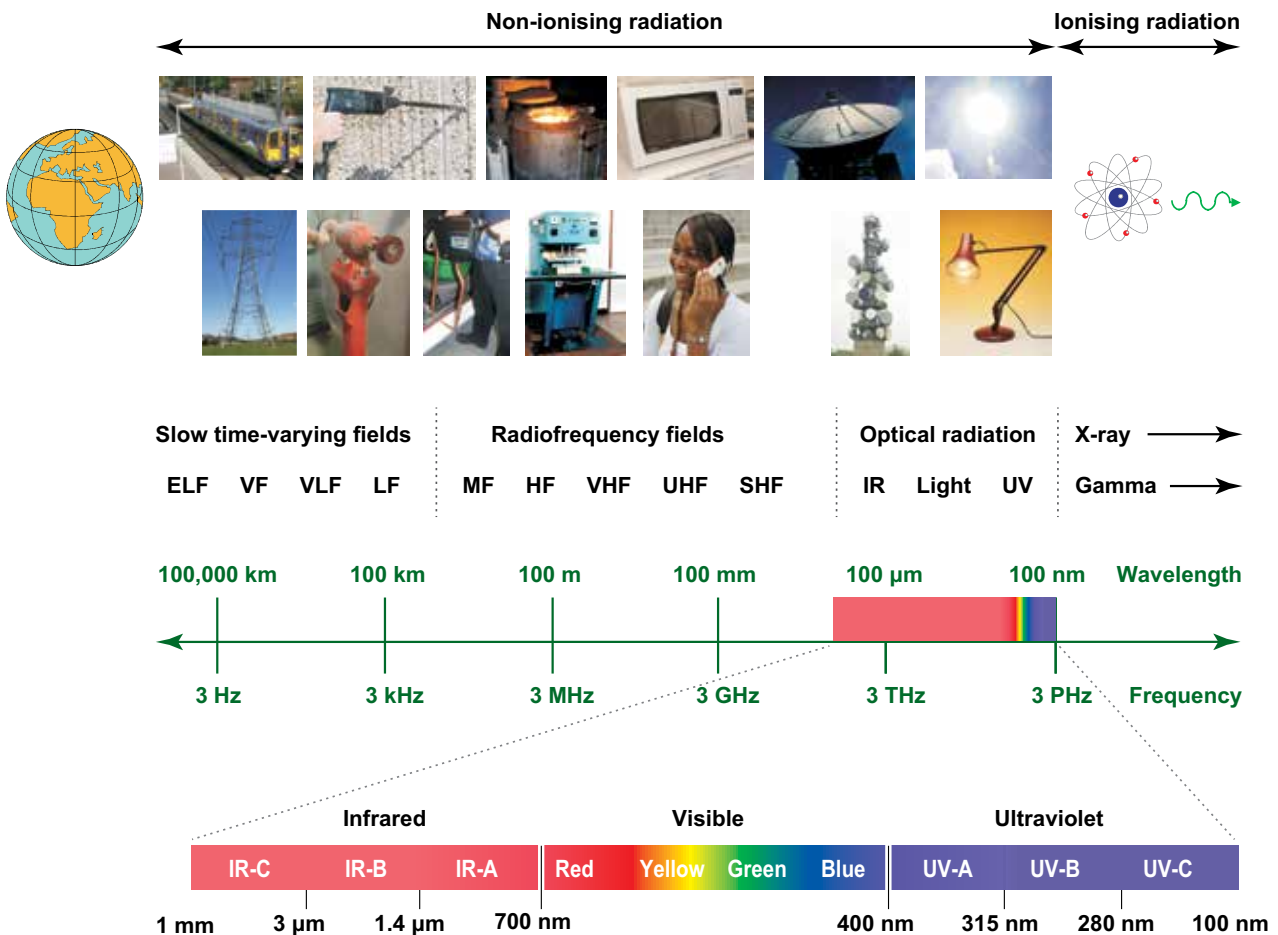 Non-ionising radiation Ionising radiation
Slow time-varying fields Radiofrequency fields Optical radiation X-ray
ELF VF VLF LF MF HF VHF UHF SHF IR Light UV Gamma
100,000 km 100 km 100 m 100 mm 100 µm 100 nm Wavelength
3 Hz 3 kHz 3 MHz 3 GHz 3 THz 3 PHz Frequency
Infrared Visible Ultraviolet
IR-C IR-B IR-A Red Yellow Green Blue UV-A UV-B UV-C
1 mm 3 µm 1.4 µm 700 nm 400 nm 315 nm 280 nm 100 nm